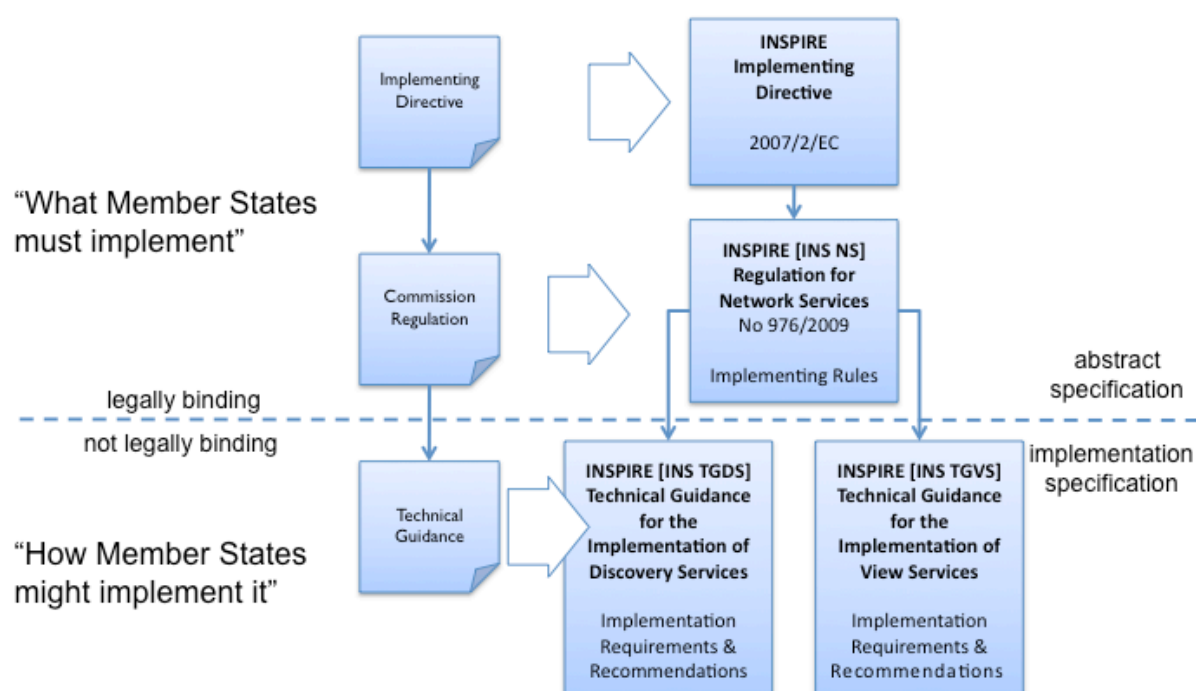 Implementing
Directive
INSPIRE
Implementing
Directive
2007/2/EC
“What Member States
must implement”
Commission
Regulation
INSPIRE [INS NS]
Regulation for
Network Services
No 976/2009
Implementing Rules
abstract
specification
legally binding
not legally binding
implementation
specification
Technical
Guidance
INSPIRE [INS TGDS]
Technical Guidance
for the
Implementation of
Discovery Services
Implementation
Requirements &
Recommendations
INSPIRE [INS TGVS]
Technical Guidance
for the
Implementation of
View Services
Implementation
Requirements &
Recommendations
“How Member States
might implement it”